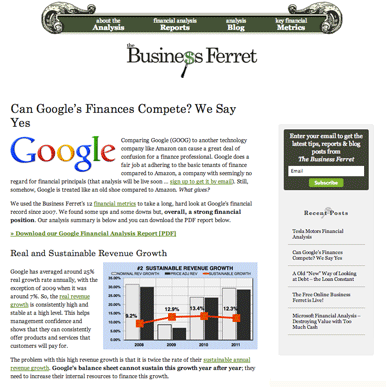 about the
Analysis
financial analysis
Reports
analysis
Blog
key financial
Metrics
the
Busine$s Ferret
Can Google's Finances Compete? We Say
Yes
Google
Comparing Google (GOOG) to another technology
company like Amazon can cause a great deal of
confusion for a finance professional. Google does a
fair job at adhering to the basic tenants of finance
compared to Amazon, a company with seemingly no
regard for financial principals (that analysis will be live soon ... sign up to get it by email). Still,
somehow, Google is treated like an old shoe compared to Amazon. What gives?
We used the Business Ferret's 12 financial metrics to take a long, hard look at Google's financial
record since 2007. We found some ups and some downs but, overall, a strong financial
position. Our analysis summary is below and you can download the PDF report below.
» Download our Google Financial Analysis Report [PDF]
Real and Sustainable Revenue Growth
Google has averaged around 25%
real growth rate annually, with the
exception of 2009 when it was
around 7%. So, the real revenue
growth is consistently high and
stable at a high level. This helps
management confidence and
shows that they can consistently
offer products and services that
customers will pay for.
#2 SUSTAINABLE REVENUE GROWTH
SUSTAINABLE GROWTH
9.2%
12.9%
13.4%
12.3%
2008
2009
2010
2011
The problem with this high revenue growth is that it is twice the rate of their sustainable annual
revenue growth. Google's balance sheet cannot sustain this growth year after year; they
need to increase their internal resources to finance this growth.
Enter your email to get the
latest tips, reports & blog
posts from
The Business Ferret
Email
Subscribe
Recent Posts
Tesla Motors Financial
Analysis
Can Google's Finances
Compete? We Say Yes
A Old "New" Way of Looking
at Debt – the Loan Constant
The Free Online Business
Ferret is Live!
Microsoft Financial Analysis –
Destroying Value with Too
Much Cash